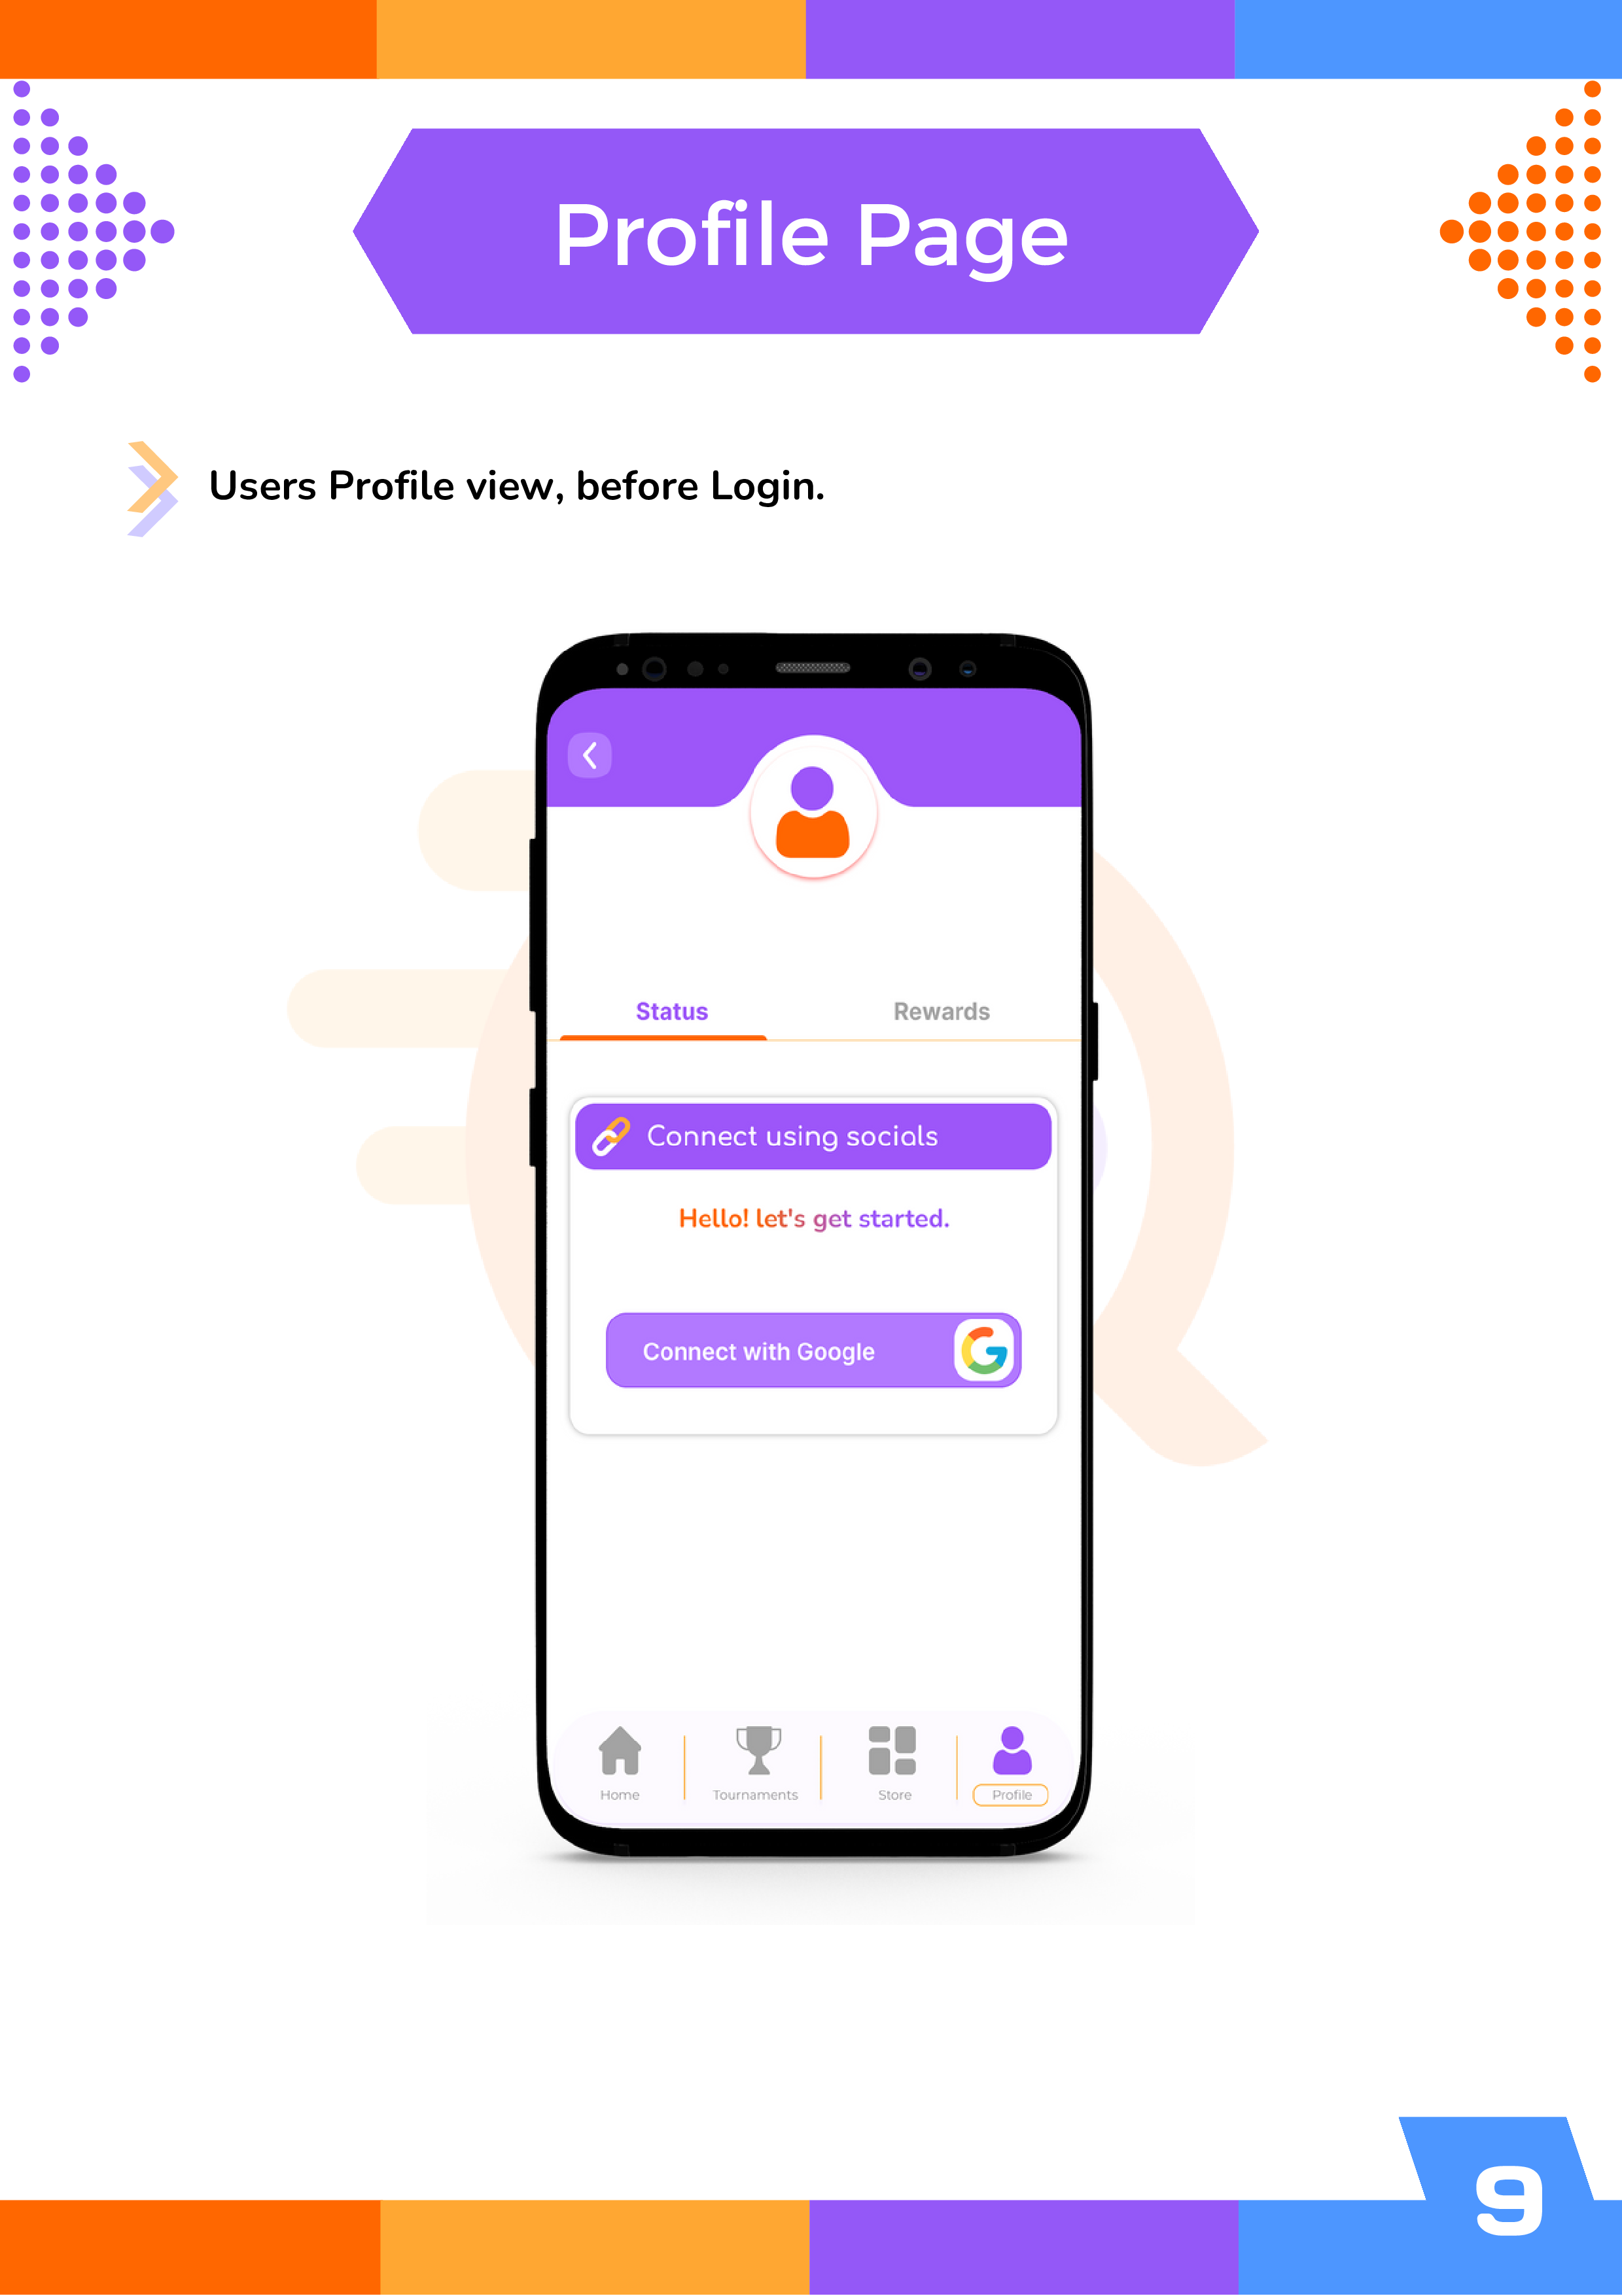 Profile Page
Users Profile view, before Login.
Status Rewards
Connect using socials
Hello! let's get started.
Connect with Google
Home Tournaments Store Profile
9